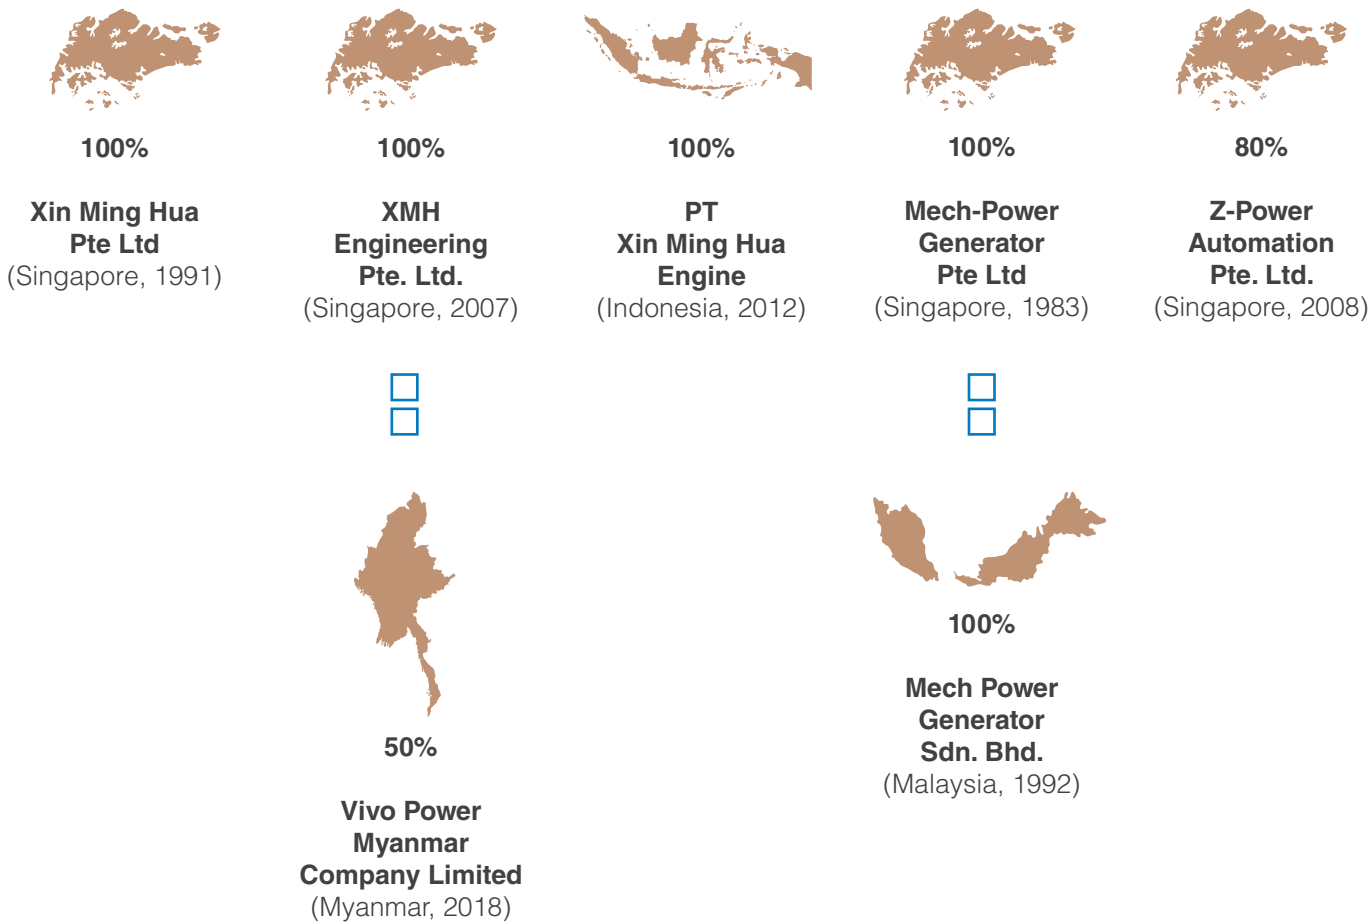 100%
Xin Ming Hua
Pte Ltd
(Singapore, 1991)
100%
XMH
Engineering
Pte. Ltd.
(Singapore, 2007)
100%
PT
Xin Ming Hua
Engine
(Indonesia, 2012)
100%
Mech-Power
Generator
Pte Ltd
(Singapore, 1983)
80%
Z-Power
Automation
Pte. Ltd.
(Singapore, 2008)
50%
Vivo Power
Myanmar
Company Limited
(Myanmar, 2018)
100%
Mech Power
Generator
Sdn. Bhd.
(Malaysia, 1992)